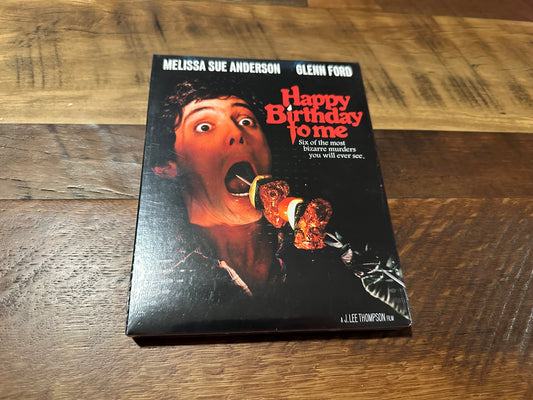 MELISSA SUE ANDERSON GLENN FORD
Happy
Birthday
to me
Six of the most
bizarre murders
you will ever see.
A J. LEE THOMPSON FILM